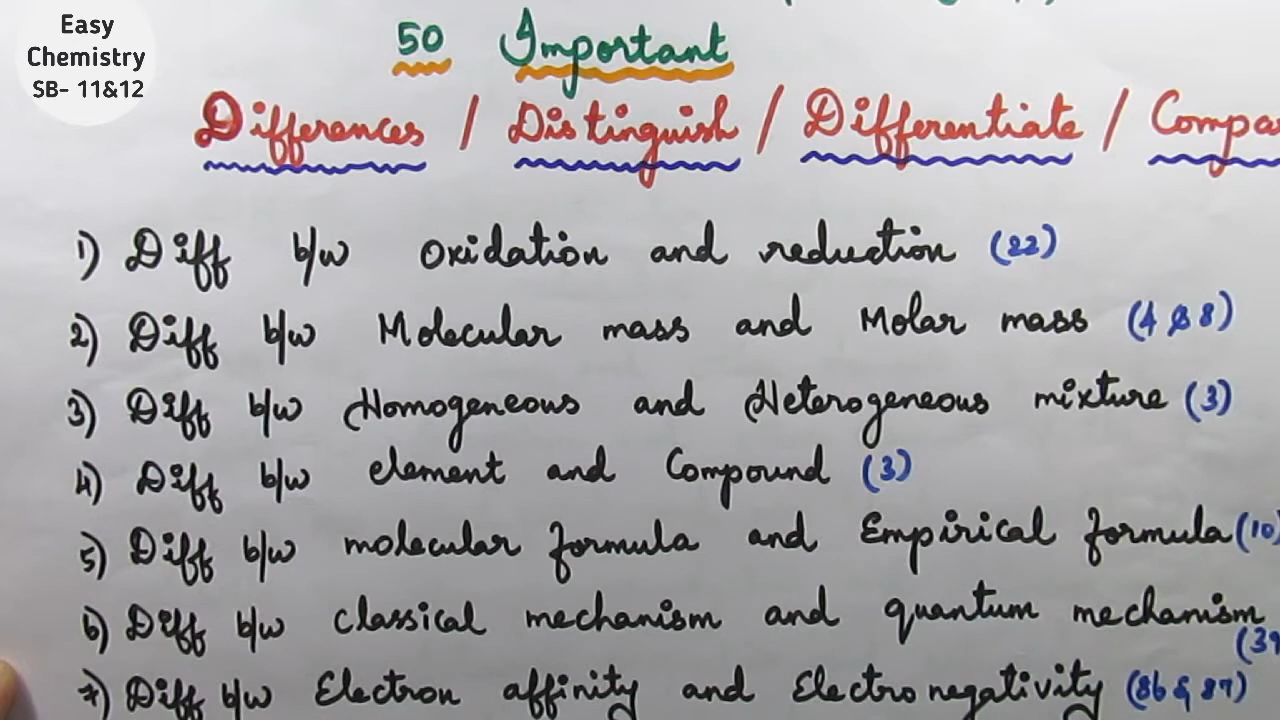 Easy
Chemistry
SB- 11&12
50 Important
Differences / Distinguish / Differentiate / Compa
1) Diff b/w Oxidation and reduction (22)
2) Diff b/w Molecular mass and Molar mass (4 & 8)
3) Diff b/w Homogeneous and Heterogeneous mixture (3)
4) Diff b/w element and Compound (3)
5) Diff b/w molecular formula and Empirical formula (10)
6) Diff b/w classical mechanism and quantum mechanism
(39
7) Diff b/w Electron affinity and Electronegativity (86 & 87)